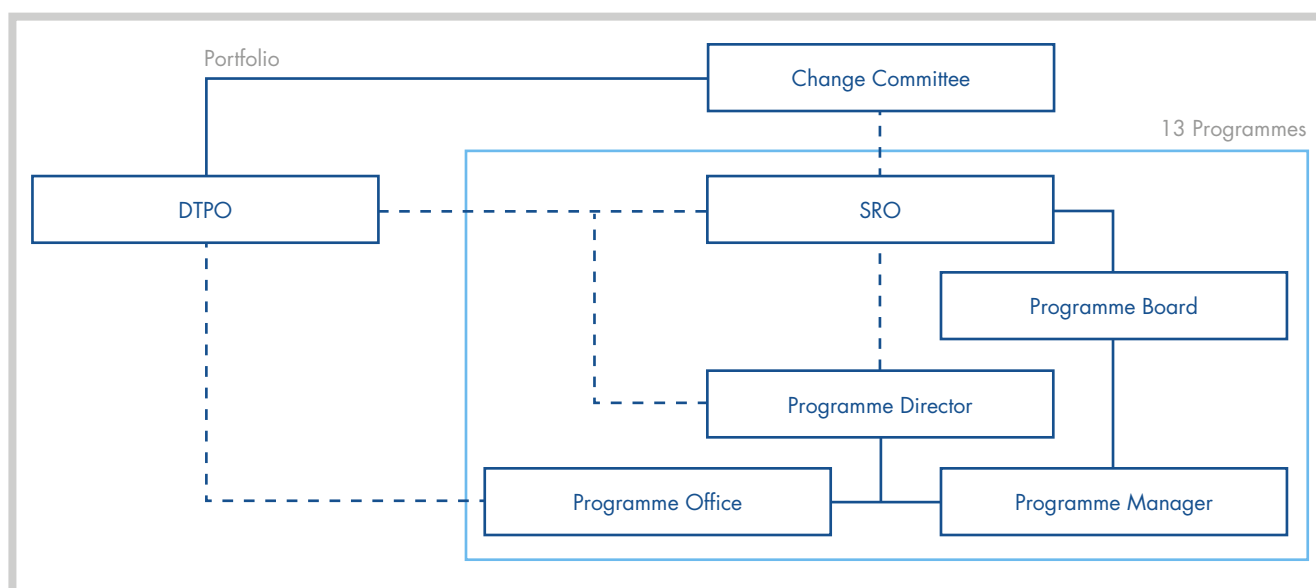 Portfolio
Change Committee
13 Programmes
DTPO
SRO
Programme Board
Programme Director
Programme Office
Programme Manager